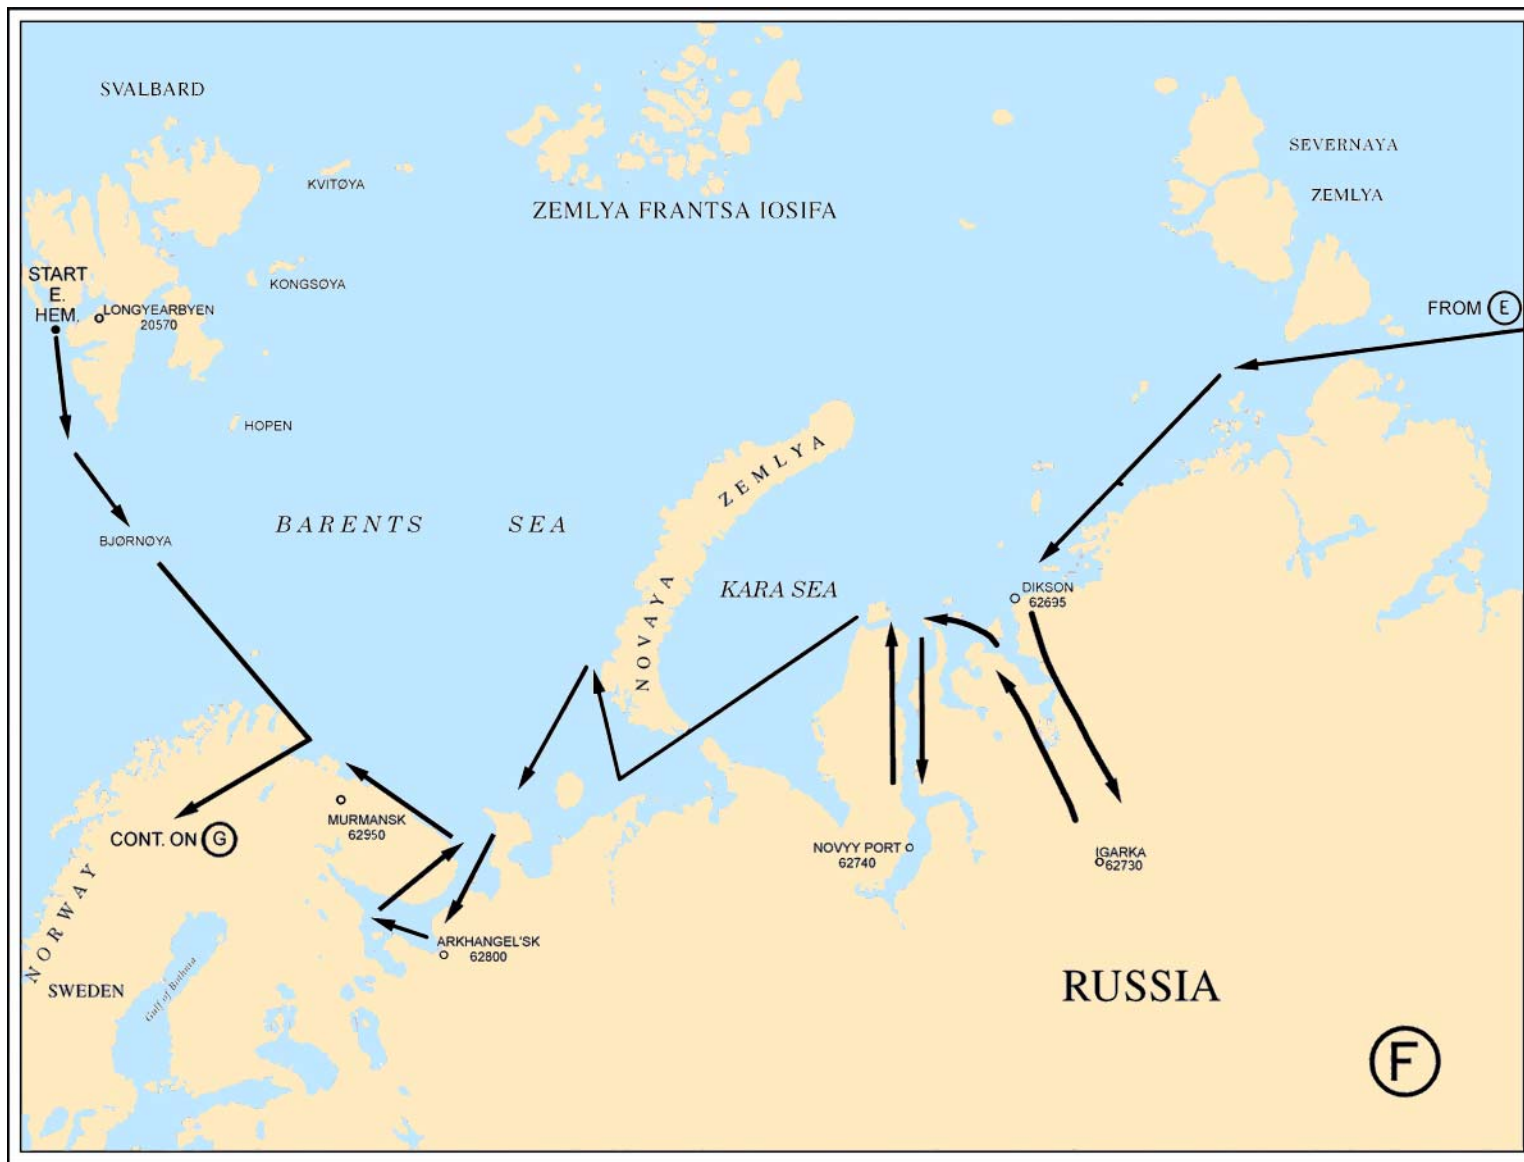 SVALBARD
SEVERNAYA
KVITØYA
ZEMLYA
ZEMLYA FRANTSA IOSIFA
START
E.
HEM.
KONGSØYA
LONGYEARBYEN
20570
FROM E
HOPEN
ZEMLYA
BARENTS SEA
BJØRNØYA
KARA SEA
DIKSON
62695
NOVAYA
MURMANSK
62950
CONT. ON G
NOVYY PORT
62740
IGARKA
62730
NORWAY
ARKHANGEL'SK
62800
SWEDEN
Gulf of Bothnia
RUSSIA
F